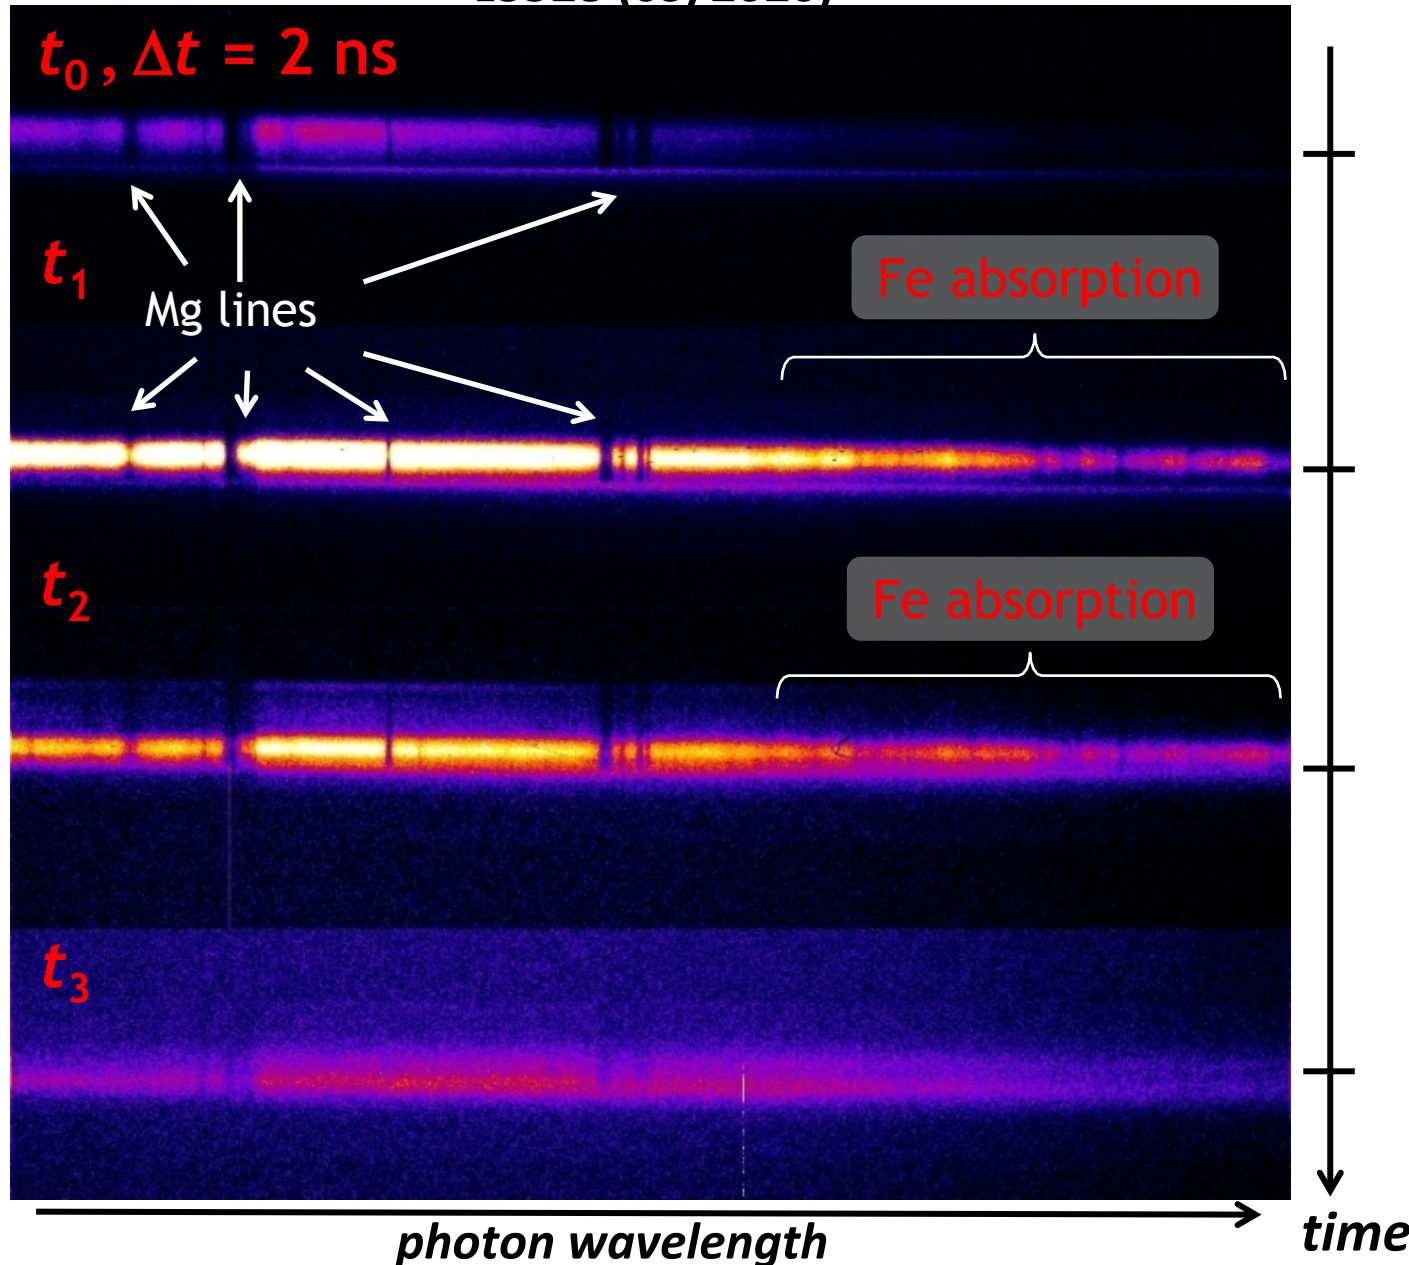 t₀ , Δt = 2 ns
t₁
Fe absorption
Mg lines
t₂
Fe absorption
t₃
photon wavelength
time